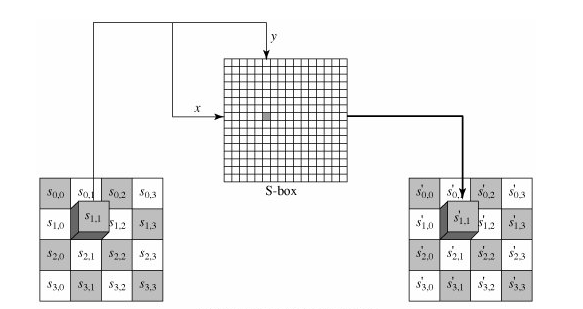 y
x
S-box
s0,0 s0,1 s0,2 s0,3
s1,0 s1,1 s1,2 s1,3
s2,0 s2,1 s2,2 s2,3
s3,0 s3,1 s3,2 s3,3
s'0,0 s'0,1 s'0,2 s'0,3
s'1,0 s'1,1 s'1,2 s'1,3
s'2,0 s'2,1 s'2,2 s'2,3
s'3,0 s'3,1 s'3,2 s'3,3